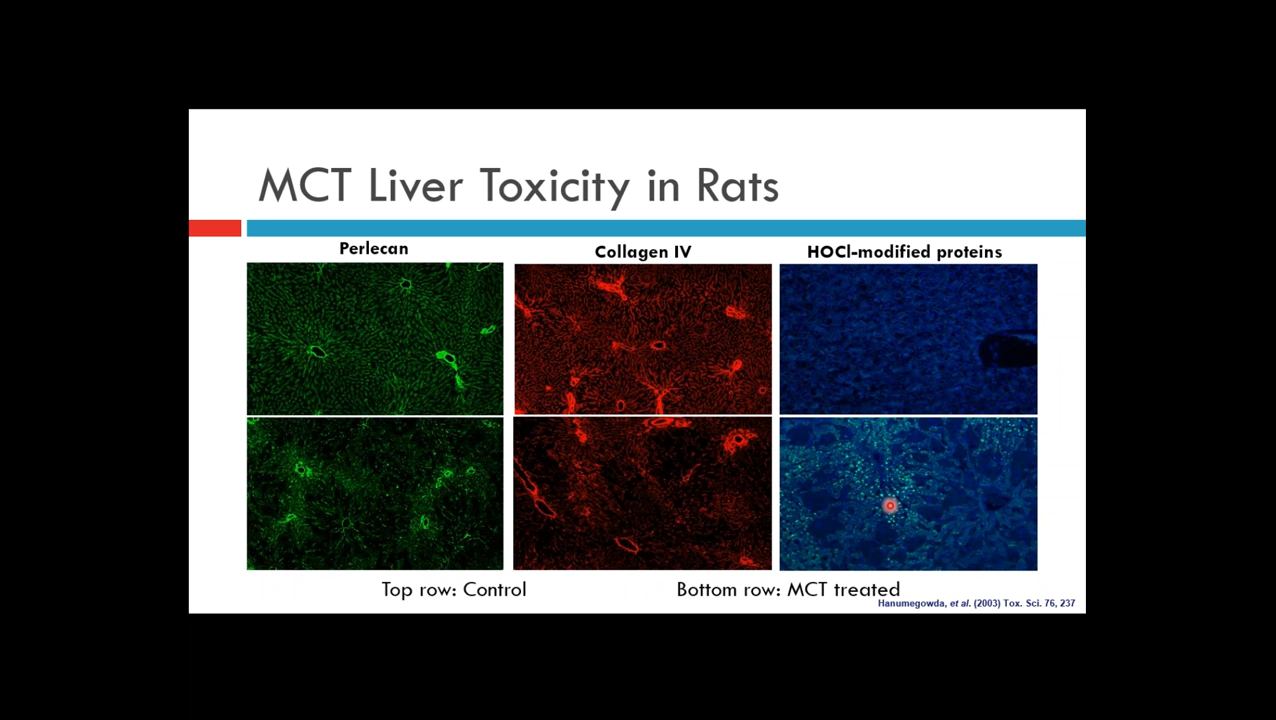 MCT Liver Toxicity in Rats
Perlecan
Collagen IV
HOCl-modified proteins
Top row: Control
Bottom row: MCT treated
Hanumegowda, et al. (2003) Tox. Sci. 76, 237